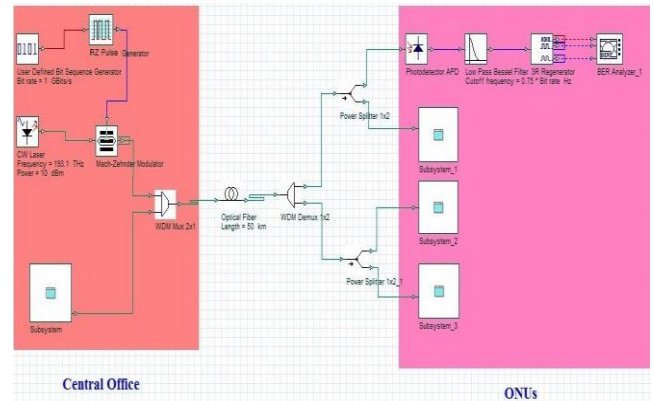 RZ Pulse Generator
User Defined Bit Sequence Generator
Bit rate = 1 GBits/s
CW Laser
Frequency = 193.1 THz
Power = 10 dBm
Mach-Zehnder Modulator
WDM Mux 2x1
Subsystem
Optical Fiber
Length = 50 km
WDM Demux 1x2
Power Splitter 1x2
Power Splitter 1x2_1
Photodetector APD
Low Pass Bessel Filter
Cutoff frequency = 0.75 * Bit rate Hz
3R Regenerator
BER Analyzer_1
Subsystem_1
Subsystem_2
Subsystem_3
Central Office
ONUs